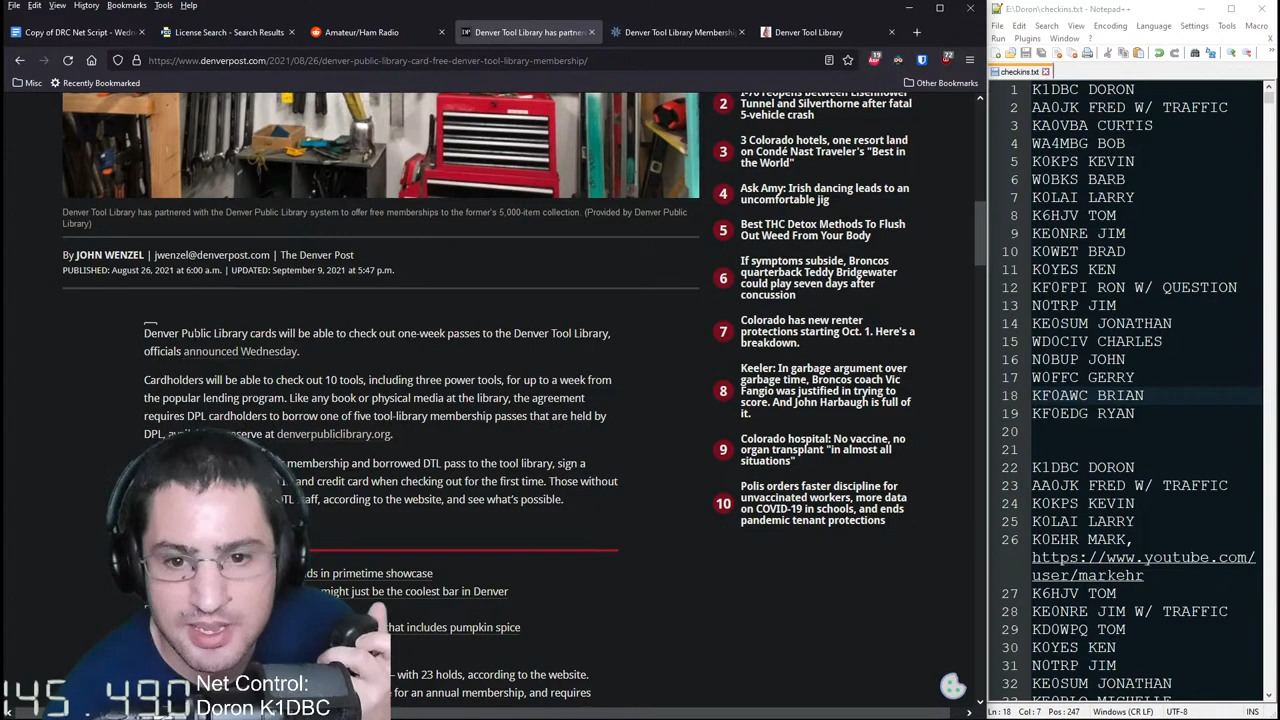 File Edit View History Bookmarks Tools Help
Copy of DRC Net Script - Wedn
License Search - Search Results
Amateur/Ham Radio
Denver Tool Library has partner
Denver Tool Library Membership
Denver Tool Library
Misc
Recently Bookmarked
Other Bookmarks
Denver Tool Library has partnered with the Denver Public Library system to offer free memberships to the former's 5,000-item collection. (Provided by Denver Public
Library)
By JOHN WENZEL | jwenzel@denverpost.com | The Denver Post
PUBLISHED: August 26, 2021 at 6:00 a.m. | UPDATED: September 9, 2021 at 5:47 p.m.
Denver Public Library cards will be able to check out one-week passes to the Denver Tool Library,
officials announced Wednesday.
Cardholders will be able to check out 10 tools, including three power tools, for up to a week from
the popular lending program. Like any book or physical media at the library, the agreement
requires DPL cardholders to borrow one of five tool-library membership passes that are held by
DPL, reserve at denverpubliclibrary.org.
membership and borrowed DTL pass to the tool library, sign a
and credit card when checking out for the first time. Those without
staff, according to the website, and see what's possible.
in primetime showcase
might just be the coolest bar in Denver
that includes pumpkin spice
— with 23 holds, according to the website.
for an annual membership, and requires
2 I-70 reopens between Eisenhower
Tunnel and Silverthorne after fatal
5-vehicle crash
3 3 Colorado hotels, one resort land
on Condé Nast Traveler's "Best in
the World"
4 Ask Amy: Irish dancing leads to an
uncomfortable jig
5 Best THC Detox Methods To Flush
Out Weed From Your Body
6 If symptoms subside, Broncos
quarterback Teddy Bridgewater
could play seven days after
concussion
7 Colorado has new renter
protections starting Oct. 1. Here's a
breakdown.
8 Keeler: In garbage argument over
garbage time, Broncos coach Vic
Fangio was justified in trying to
score. And John Harbaugh is full of
it.
9 Colorado hospital: No vaccine, no
organ transplant "in almost all
situations"
10 Polis orders faster discipline for
unvaccinated workers, more data
on COVID-19 in schools, and ends
pandemic tenant protections
145.490
Net Control:
Doron K1DBC
E:\Doron\checkins.txt - Notepad++
File Edit Search View Encoding Language Settings Tools Macro
Run Plugins Window ?
checkins.txt
1 K1DBC DORON
2 AA0JK FRED W/ TRAFFIC
3 KA0VBA CURTIS
4 WA4MBG BOB
5 K0KPS KEVIN
6 W0BKS BARB
7 K0LAI LARRY
8 K6HJV TOM
9 KE0NRE JIM
10 K0WET BRAD
11 K0YES KEN
12 KF0FPI RON W/ QUESTION
13 N0TRP JIM
14 KE0SUM JONATHAN
15 WD0CIV CHARLES
16 N0BUP JOHN
17 W0FFC GERRY
18 KF0AWC BRIAN
19 KF0EDG RYAN
20
21
22 K1DBC DORON
23 AA0JK FRED W/ TRAFFIC
24 K0KPS KEVIN
25 K0LAI LARRY
26 K0EHR MARK,
https://www.youtube.com/
user/markehr
27 K6HJV TOM
28 KE0NRE JIM W/ TRAFFIC
29 KD0WPQ TOM
30 K0YES KEN
31 N0TRP JIM
32 KE0SUM JONATHAN
Ln : 18 Col : 7 Pos : 247 Windows (CR LF) UTF-8 INS